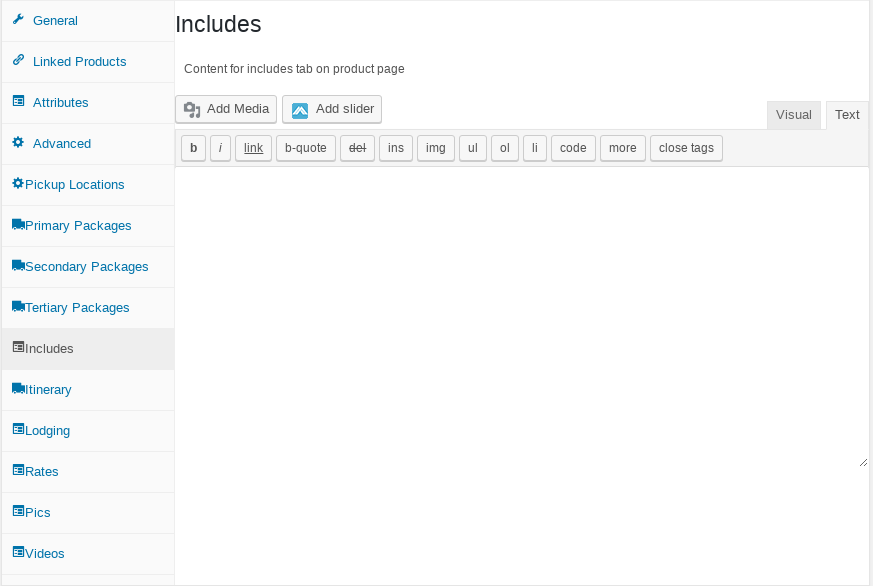 General
Linked Products
Attributes
Advanced
Pickup Locations
Primary Packages
Secondary Packages
Tertiary Packages
Includes
Itinerary
Lodging
Rates
Pics
Videos
Includes
Content for includes tab on product page
Add Media Add slider Visual Text
b i link b-quote del ins img ul ol li code more close tags